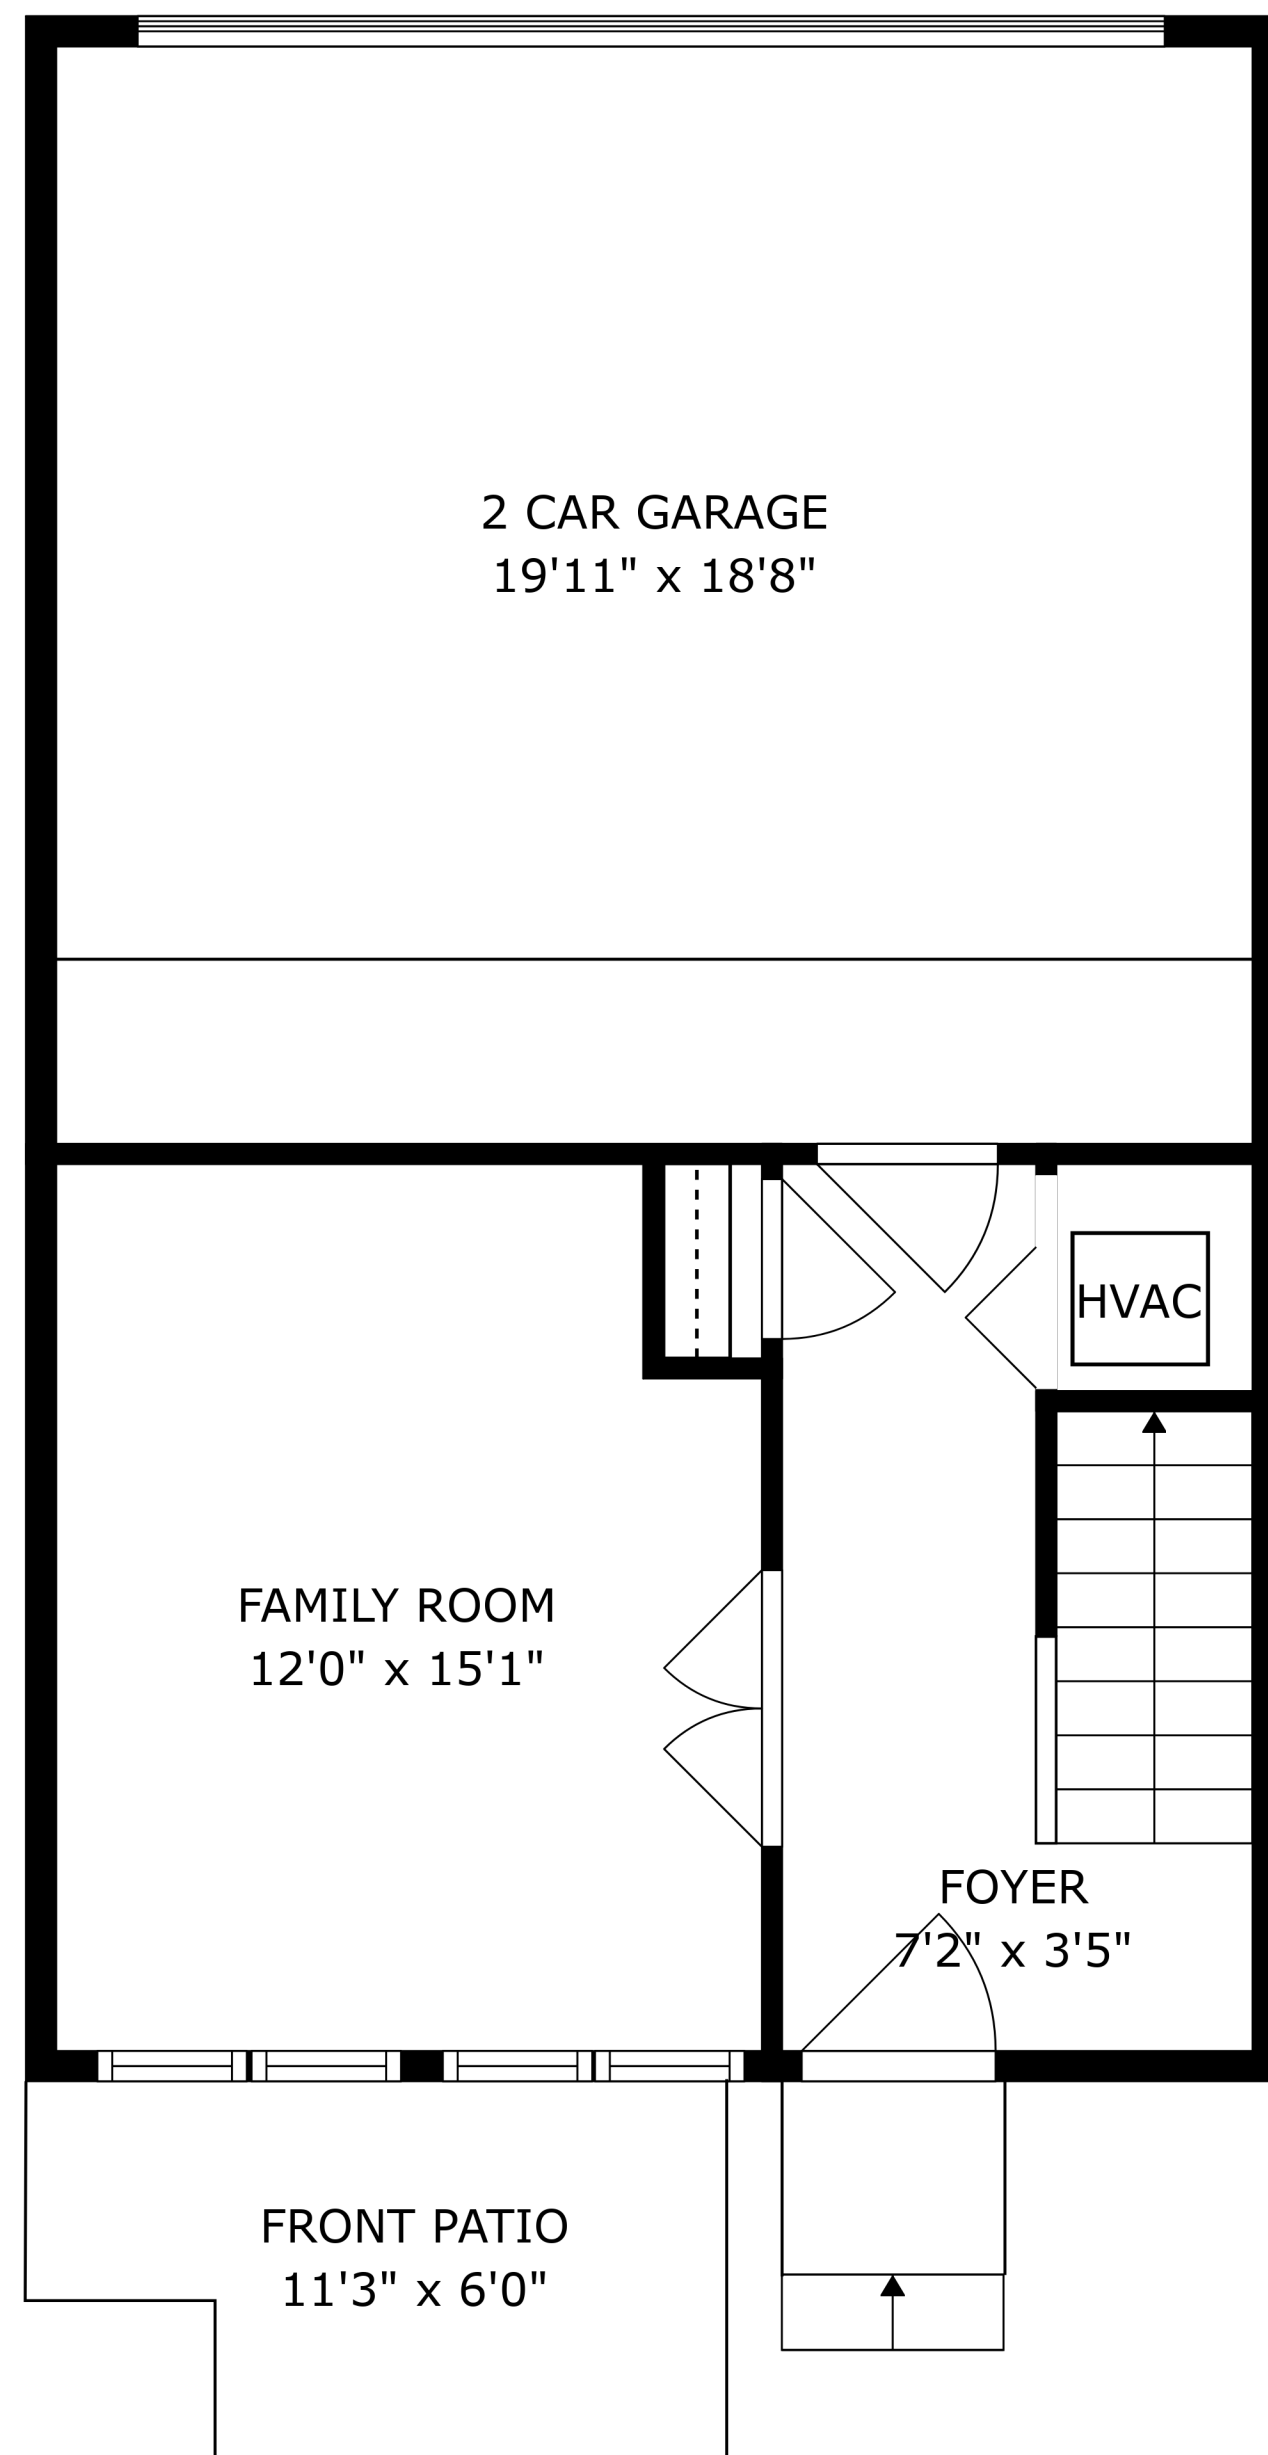 2 CAR GARAGE
19'11" x 18'8"
HVAC
FAMILY ROOM
12'0" x 15'1"
FOYER
7'2" x 3'5"
FRONT PATIO
11'3" x 6'0"